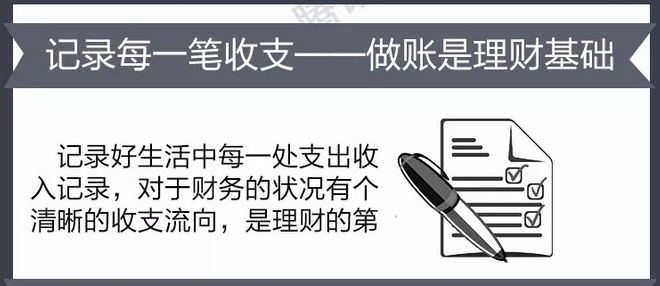 记录每一笔收支——做账是理财基础
记录好生活中每一处支出收
入记录，对于财务的状况有个
清晰的收支流向，是理财的第